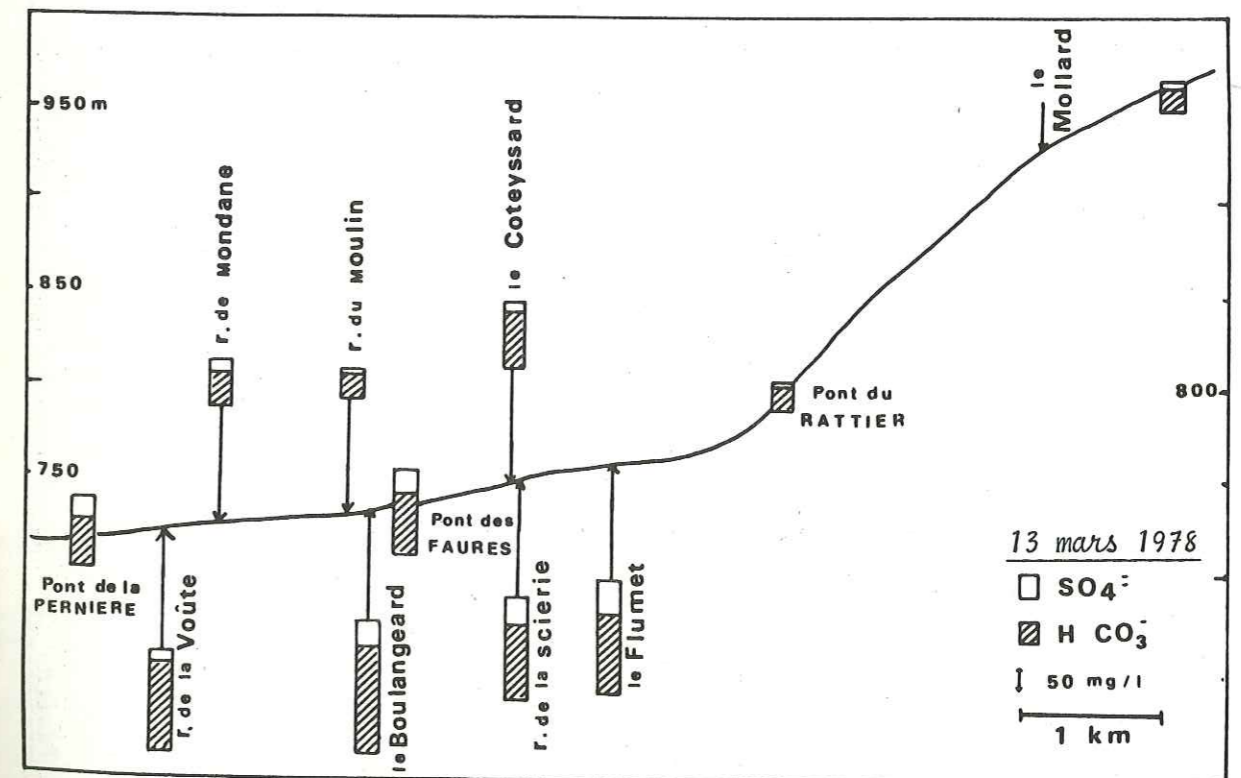 950 m
850
750
800
r. de MONDANE
r. du MOULIN
le Coteyssard
le
Mollard
Pont du
RATTIER
Pont des
FAURES
Pont de la
PERNIERE
r. de la Voûte
le Boulangeard
r. de la SCIERIE
le Flumet
13 mars 1978
SO4=
H CO3-
50 mg/l
1 km